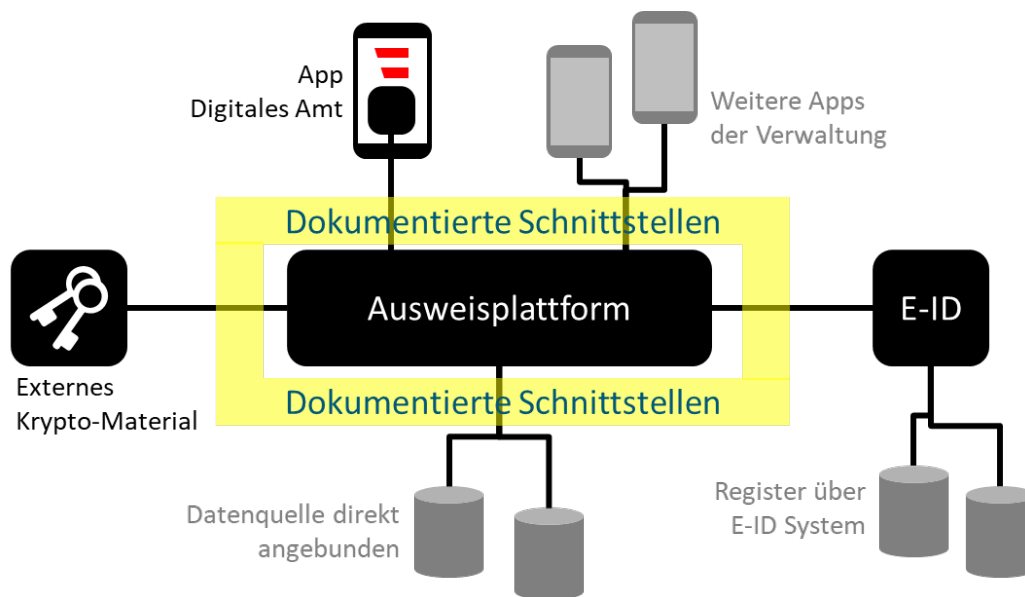 App
Digitales Amt
Weitere Apps
der Verwaltung
Dokumentierte Schnittstellen
Ausweisplattform
E-ID
Externes
Krypto-Material
Dokumentierte Schnittstellen
Datenquelle direkt
angebunden
Register über
E-ID System